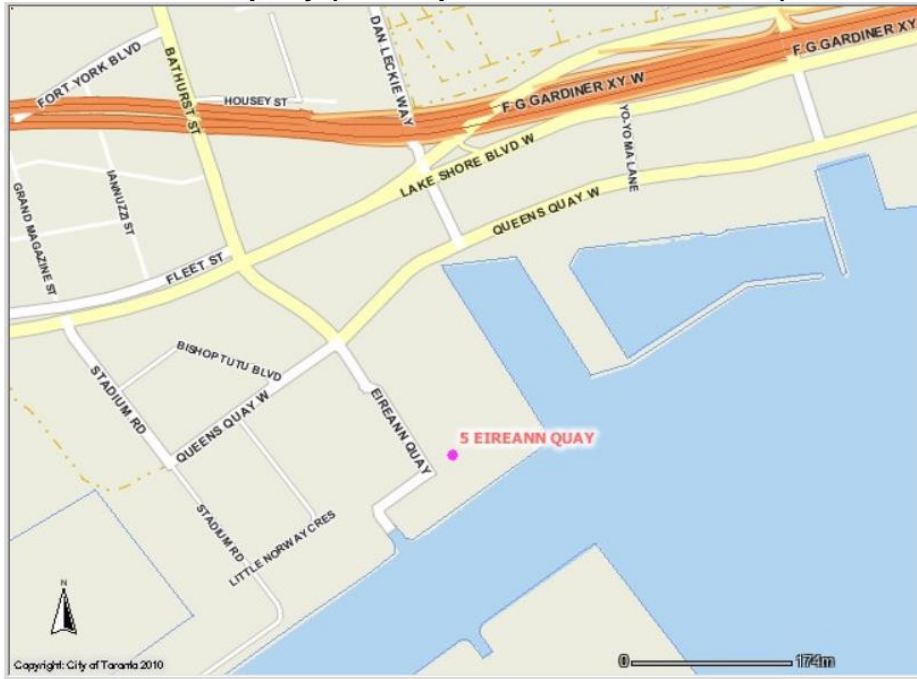 DAN LECKIE WAY
F G GARDINER XY
FORT YORK BLVD
BATHURST ST
HOUSEY ST
F G GARDINER XY W
YO-YO MA LANE
LAKE SHORE BLVD W
GRAND MAGAZINE ST
IANNUZZI ST
QUEENS QUAY W
FLEET ST
BISHOP TUTU BLVD
STADIUM RD
QUEENS QUAY W
EIREANN QUAY
5 EIREANN QUAY
STADIUM RD
LITTLE NORWAY CRES
N
Copyright: City of Toronto 2010
0 174m